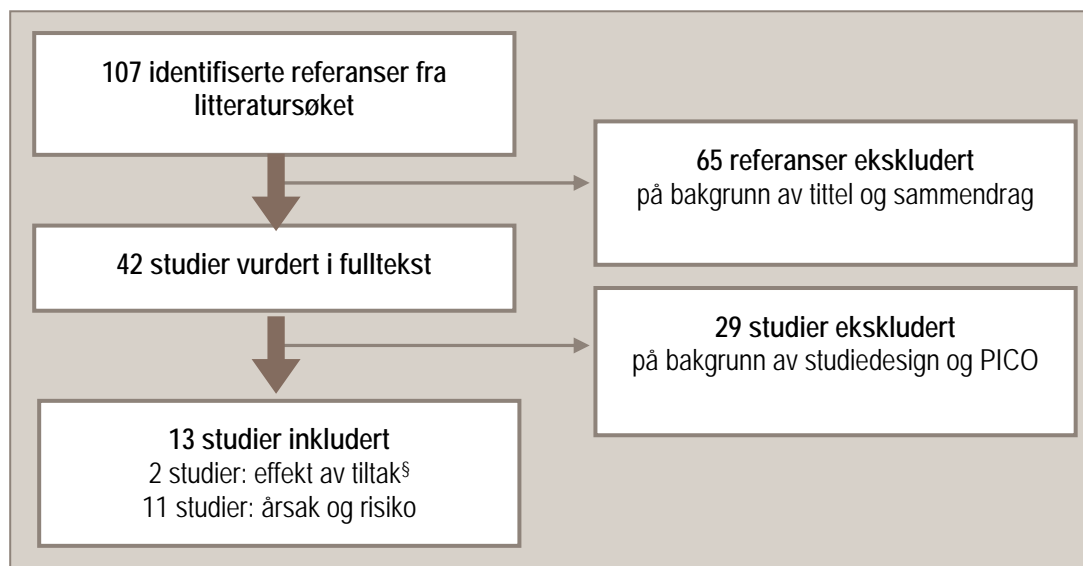 107 identifiserte referanser fra
litteratursøket
65 referanser ekskludert
på bakgrunn av tittel og sammendrag
42 studier vurdert i fulltekst
29 studier ekskludert
på bakgrunn av studiedesign og PICO
13 studier inkludert
2 studier: effekt av tiltak§
11 studier: årsak og risiko